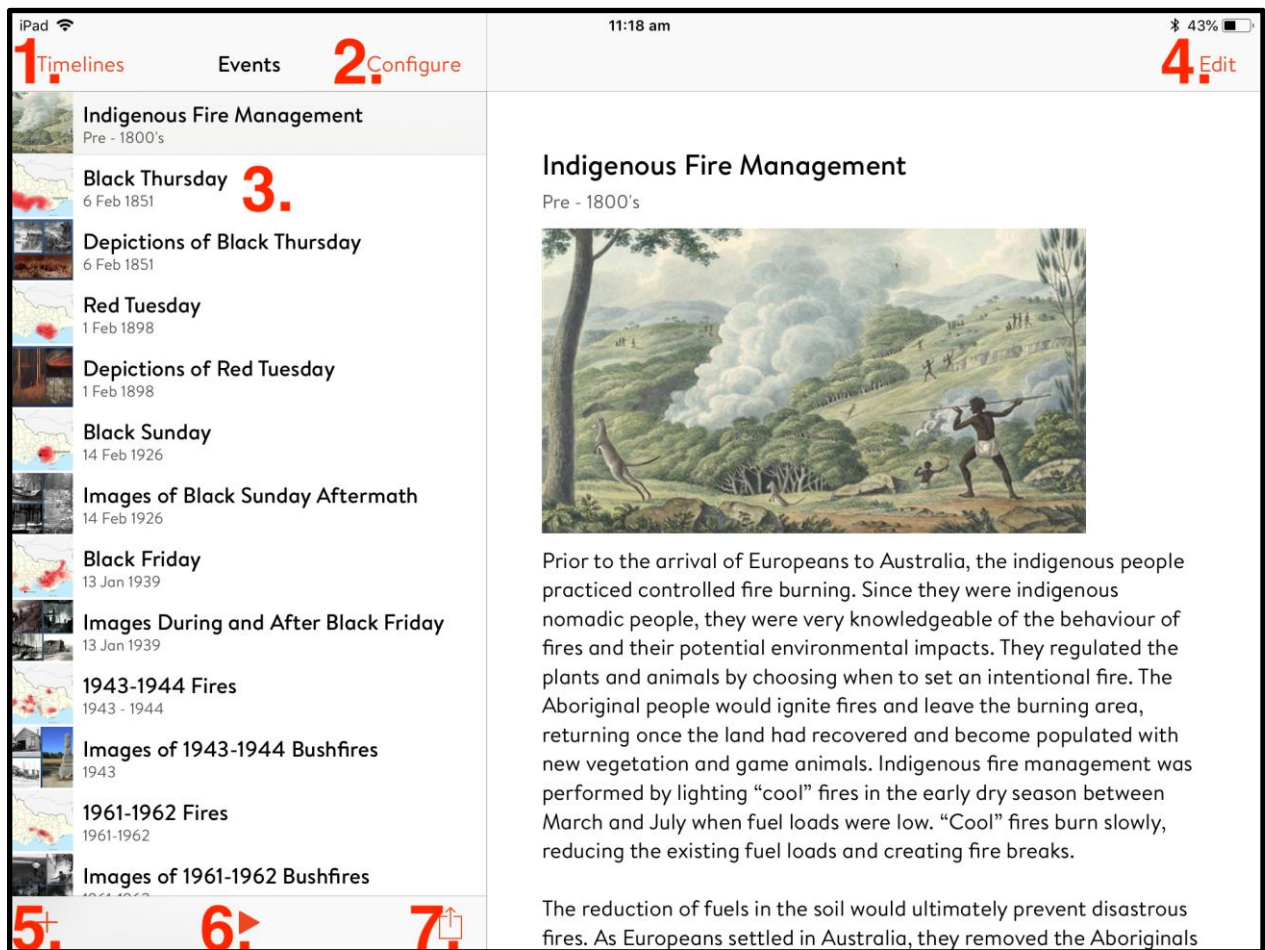 iPad
11:18 am
43%
1. Timelines
Events
2. Configure
4. Edit
Indigenous Fire Management
Pre - 1800's
Black Thursday
6 Feb 1851
3.
Depictions of Black Thursday
6 Feb 1851
Red Tuesday
1 Feb 1898
Depictions of Red Tuesday
1 Feb 1898
Black Sunday
14 Feb 1926
Images of Black Sunday Aftermath
14 Feb 1926
Black Friday
13 Jan 1939
Images During and After Black Friday
13 Jan 1939
1943-1944 Fires
1943 - 1944
Images of 1943-1944 Bushfires
1943
1961-1962 Fires
1961-1962
Images of 1961-1962 Bushfires
1961-1962
5.
6.
7.
Indigenous Fire Management
Pre - 1800's
Prior to the arrival of Europeans to Australia, the indigenous people
practiced controlled fire burning. Since they were indigenous
nomadic people, they were very knowledgeable of the behaviour of
fires and their potential environmental impacts. They regulated the
plants and animals by choosing when to set an intentional fire. The
Aboriginal people would ignite fires and leave the burning area,
returning once the land had recovered and become populated with
new vegetation and game animals. Indigenous fire management was
performed by lighting “cool” fires in the early dry season between
March and July when fuel loads were low. “Cool” fires burn slowly,
reducing the existing fuel loads and creating fire breaks.
The reduction of fuels in the soil would ultimately prevent disastrous
fires. As Europeans settled in Australia, they removed the Aboriginals